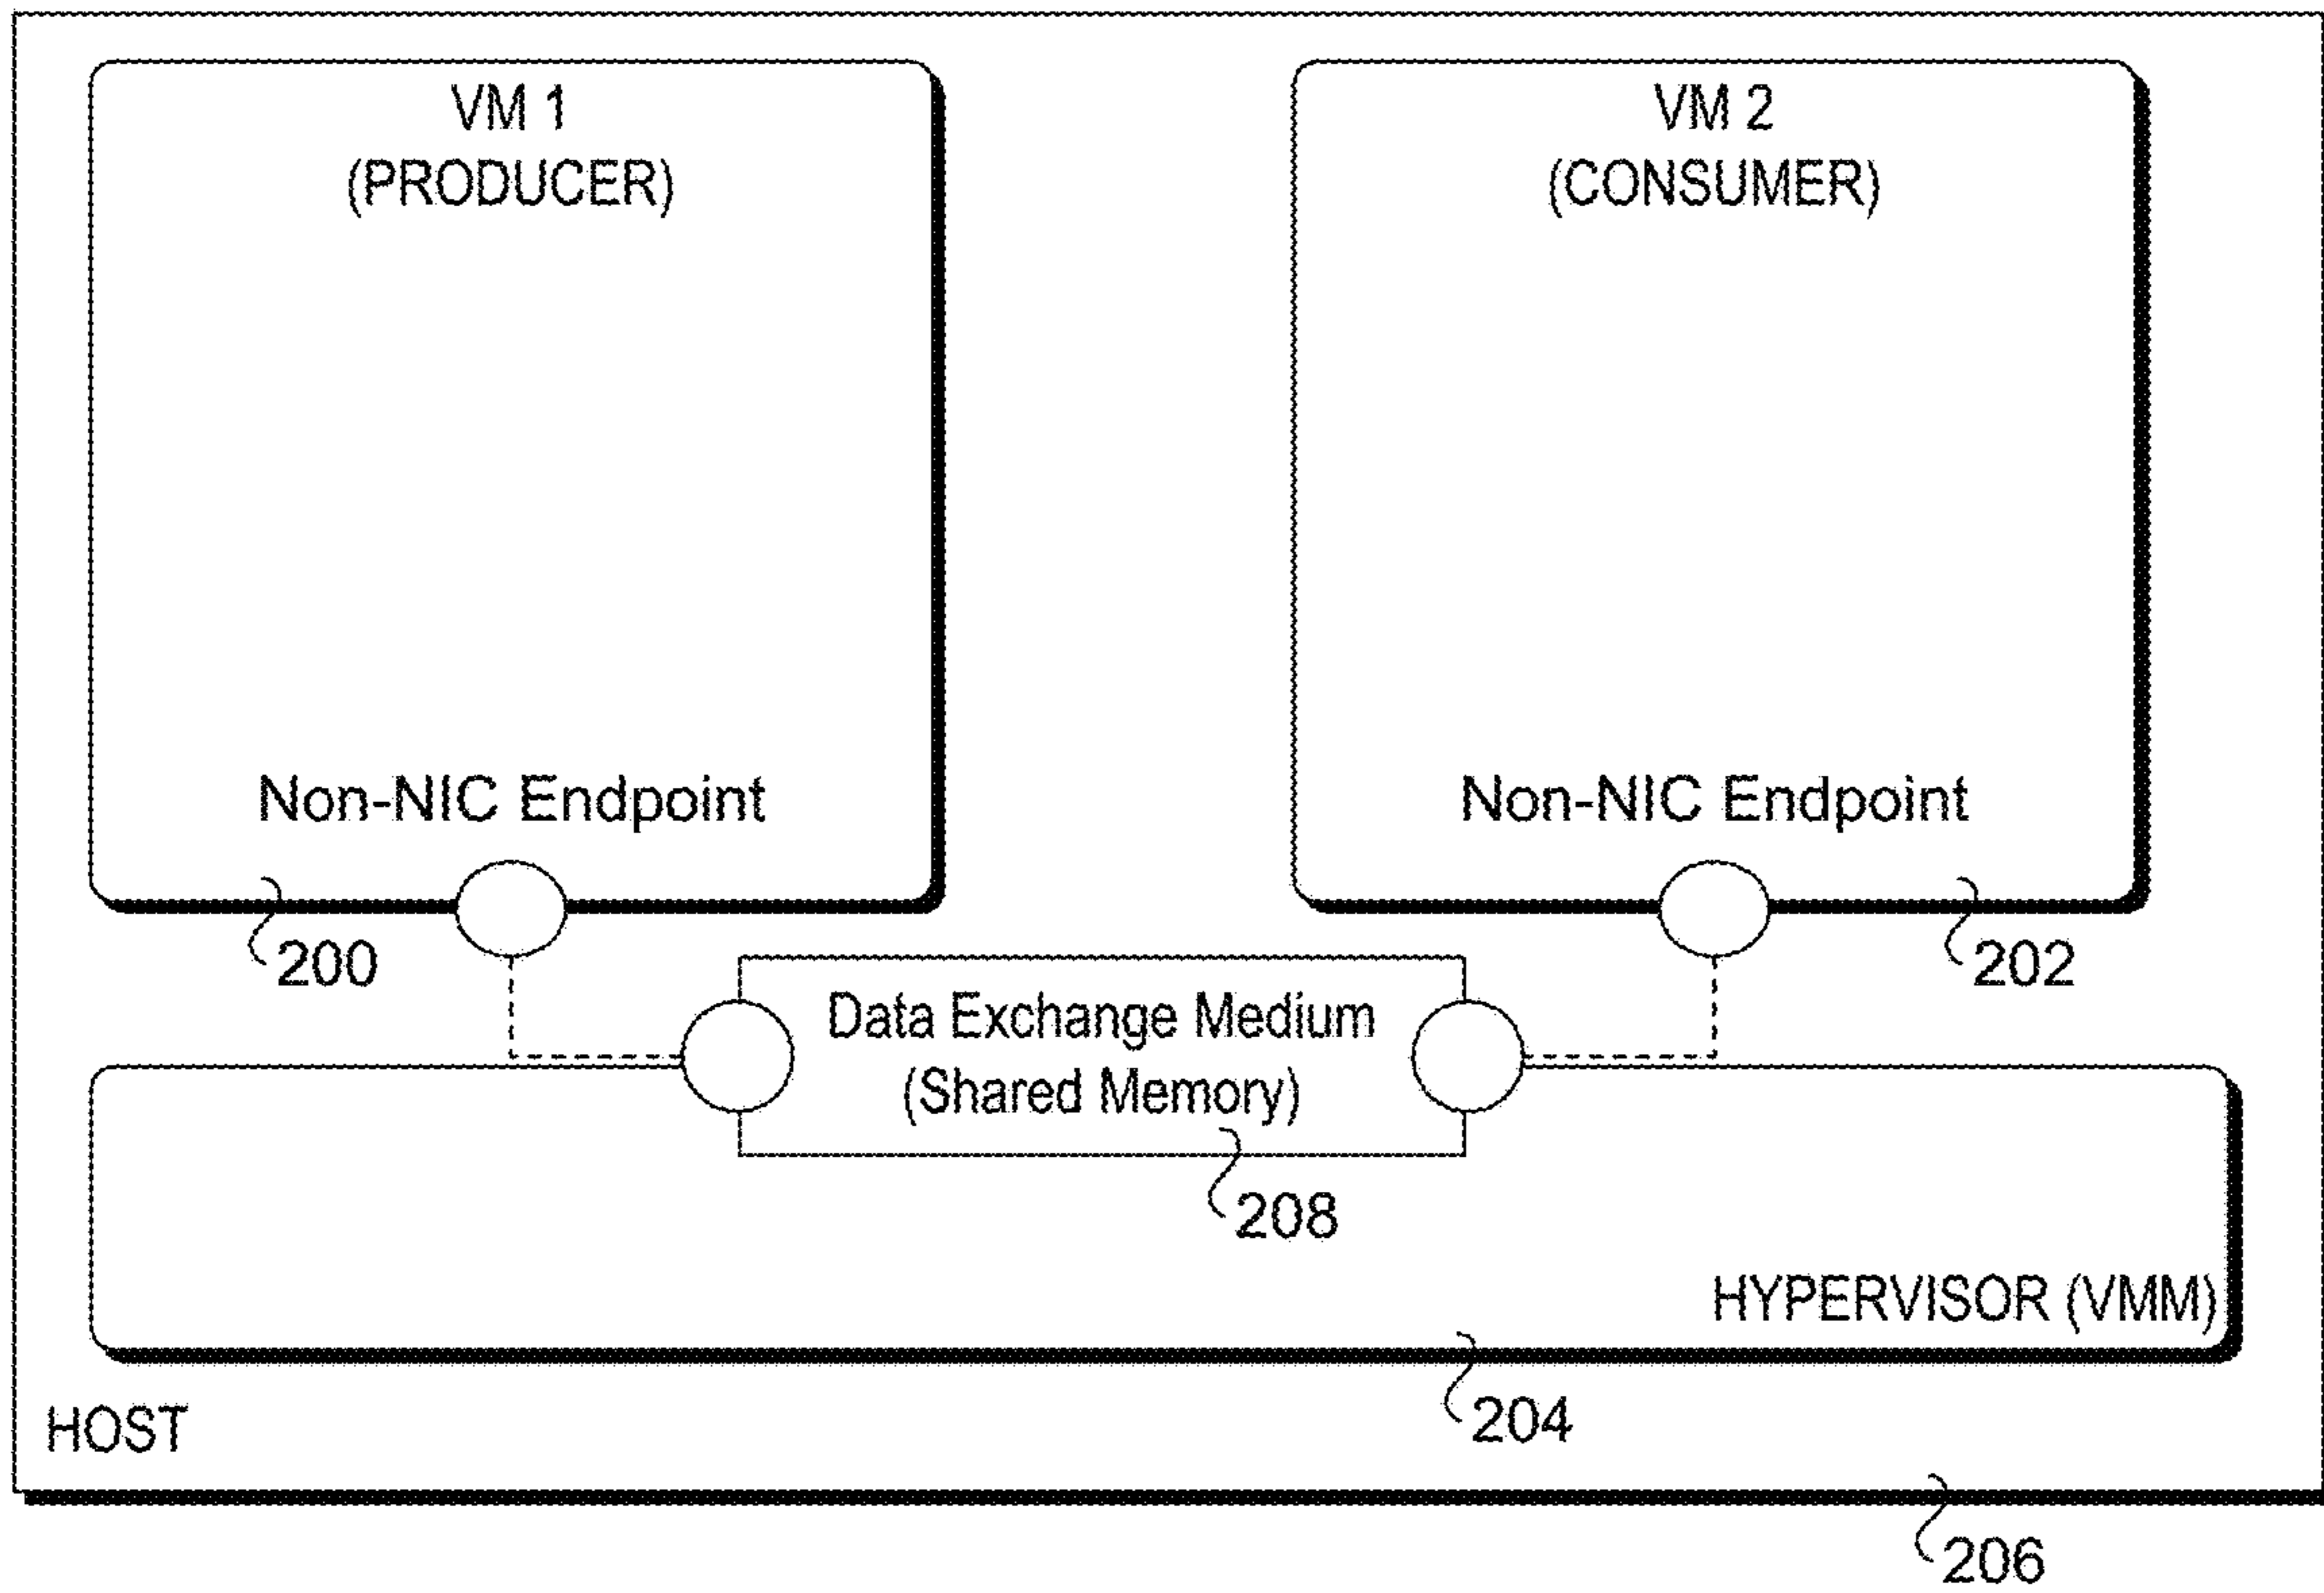 VM 1
(PRODUCER)
VM 2
(CONSUMER)
Non-NIC Endpoint
Non-NIC Endpoint
200
202
Data Exchange Medium
(Shared Memory)
208
HYPERVISOR (VMM)
204
HOST
206